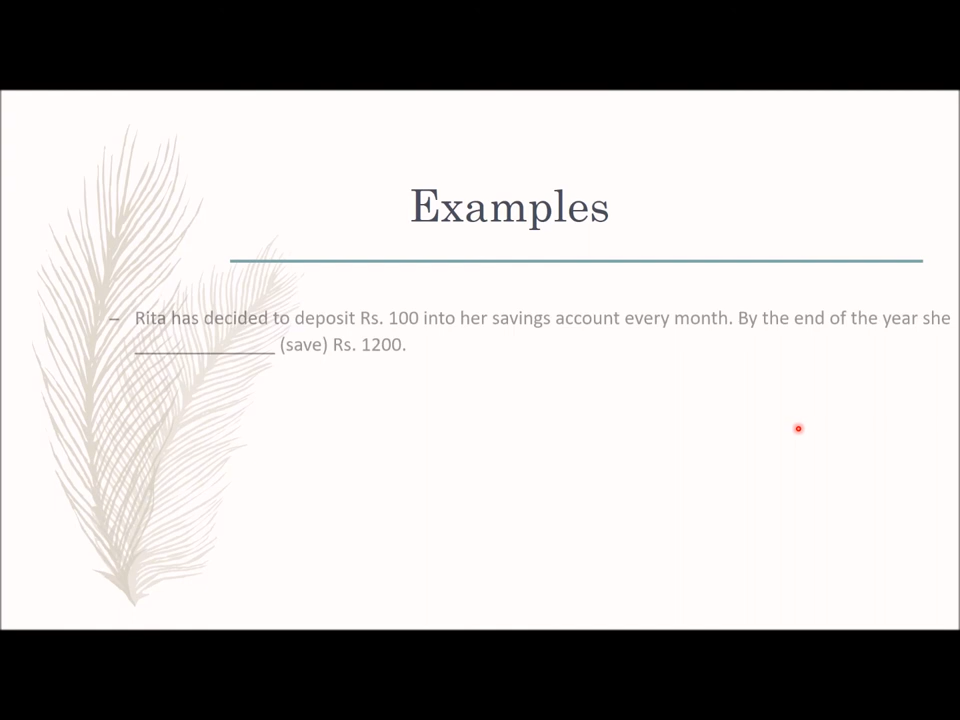 Examples
– Rita has decided to deposit Rs. 100 into her savings account every month. By the end of the year she
______________ (save) Rs. 1200.